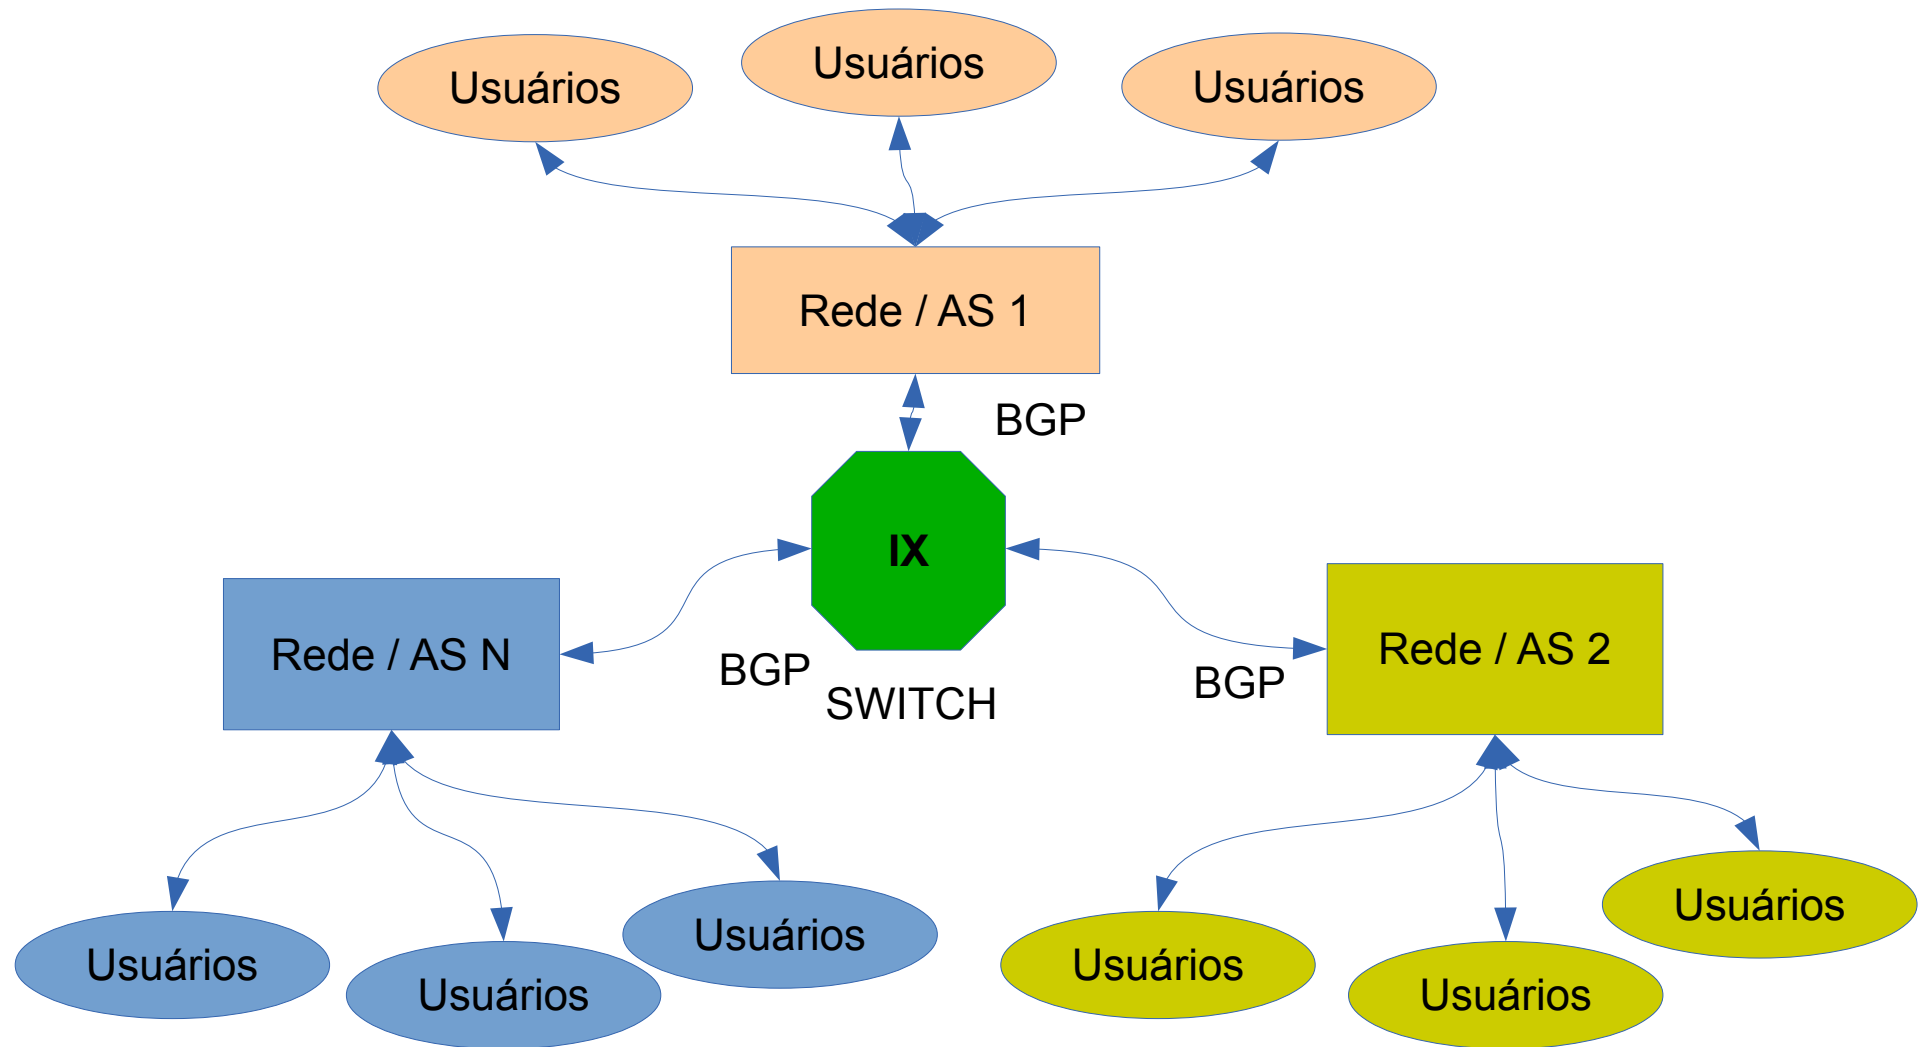 Usuários
Usuários
Usuários
Rede / AS 1
BGP
IX
Rede / AS N
Rede / AS 2
BGP
BGP
SWITCH
Usuários
Usuários
Usuários
Usuários
Usuários
Usuários